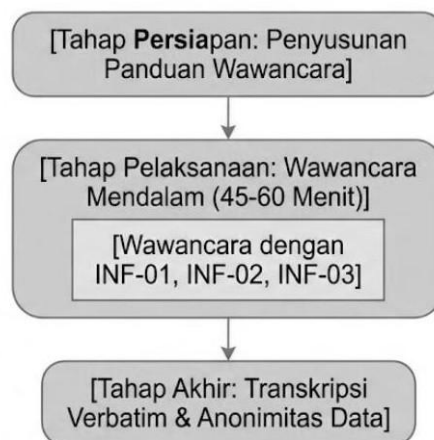 [Tahap Persiapan: Penyusunan
Panduan Wawancara]
[Tahap Pelaksanaan: Wawancara
Mendalam (45-60 Menit)]
[Wawancara dengan
INF-01, INF-02, INF-03]
[Tahap Akhir: Transkripsi
Verbatim & Anonimitas Data]